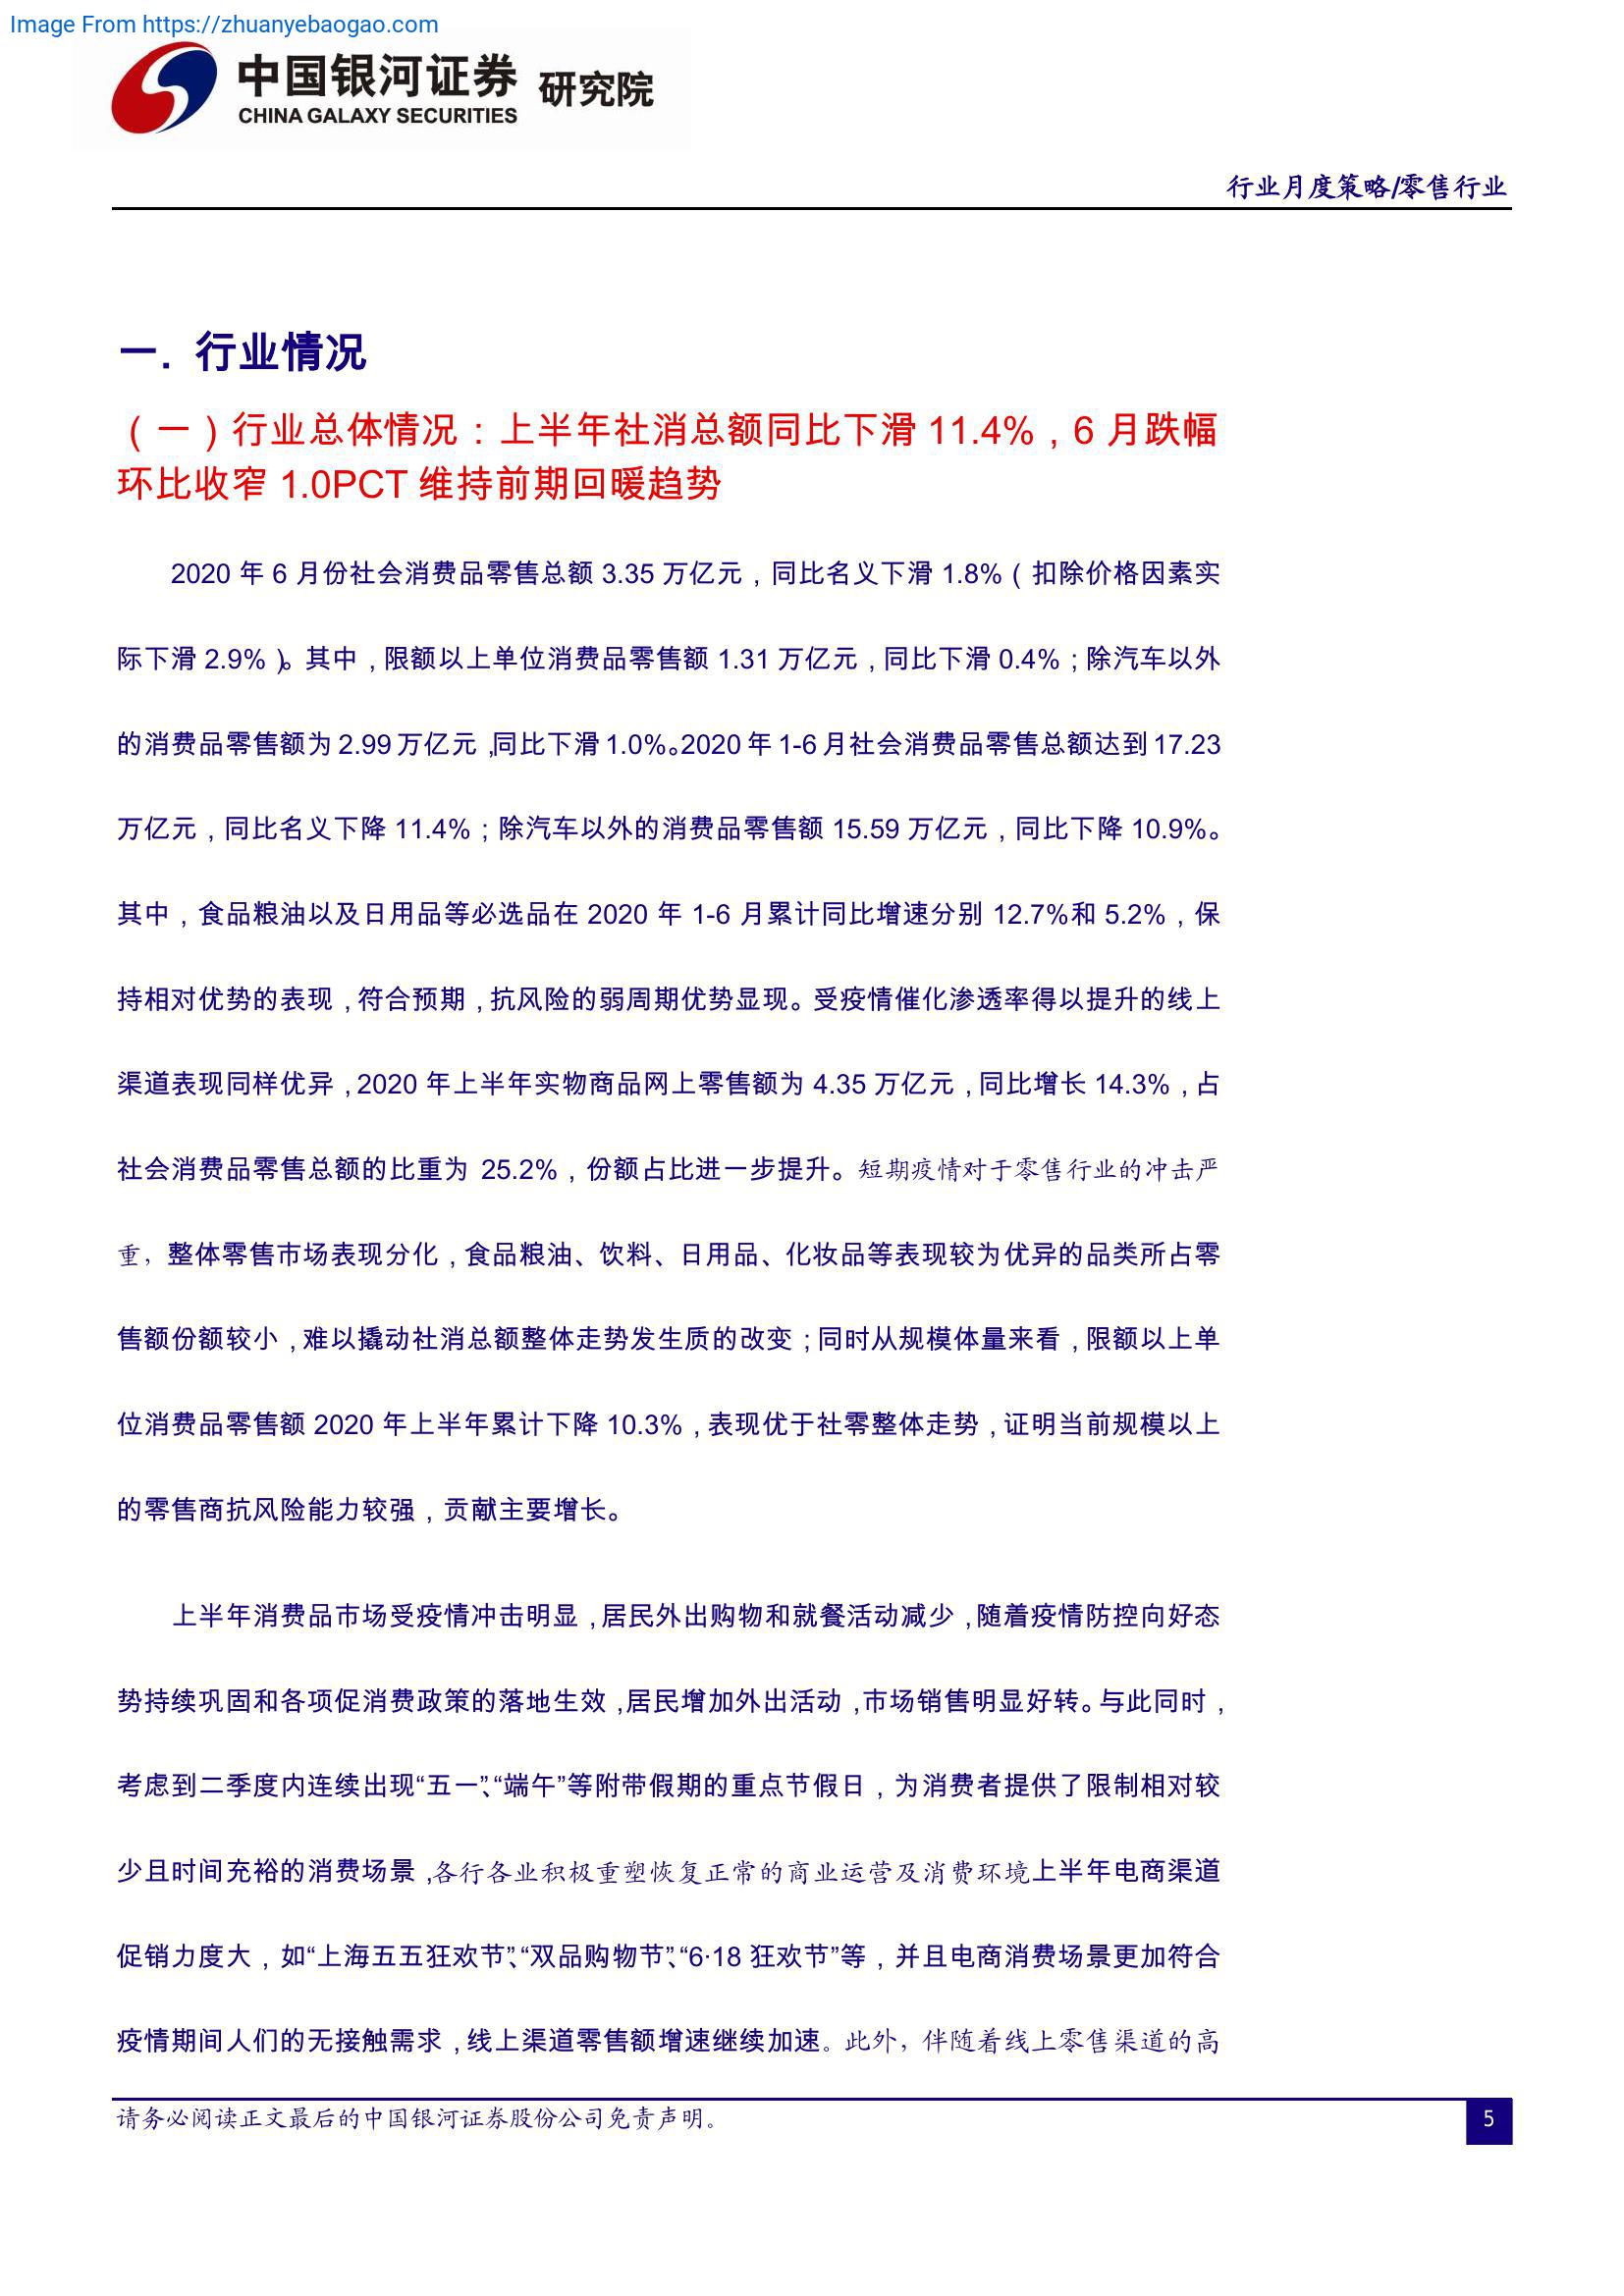 Image From https://zhuanyebaogao.com
中国银河证券 研究院
CHINA GALAXY SECURITIES
行业月度策略/零售行业
一. 行业情况
（一）行业总体情况：上半年社消总额同比下滑 11.4%，6 月跌幅
环比收窄 1.0PCT 维持前期回暖趋势
2020 年 6 月份社会消费品零售总额 3.35 万亿元，同比名义下滑 1.8%（扣除价格因素实
际下滑 2.9%）。其中，限额以上单位消费品零售额 1.31 万亿元，同比下滑 0.4%；除汽车以外
的消费品零售额为 2.99 万亿元，同比下滑 1.0%。2020 年 1-6 月社会消费品零售总额达到 17.23
万亿元，同比名义下降 11.4%；除汽车以外的消费品零售额 15.59 万亿元，同比下降 10.9%。
其中，食品粮油以及日用品等必选品在 2020 年 1-6 月累计同比增速分别 12.7%和 5.2%，保
持相对优势的表现，符合预期，抗风险的弱周期优势显现。受疫情催化渗透率得以提升的线上
渠道表现同样优异，2020 年上半年实物商品网上零售额为 4.35 万亿元，同比增长 14.3%，占
社会消费品零售总额的比重为 25.2%，份额占比进一步提升。短期疫情对于零售行业的冲击严
重，整体零售市场表现分化，食品粮油、饮料、日用品、化妆品等表现较为优异的品类所占零
售额份额较小，难以撬动社消总额整体走势发生质的改变；同时从规模体量来看，限额以上单
位消费品零售额 2020 年上半年累计下降 10.3%，表现优于社零整体走势，证明当前规模以上
的零售商抗风险能力较强，贡献主要增长。
上半年消费品市场受疫情冲击明显，居民外出购物和就餐活动减少，随着疫情防控向好态
势持续巩固和各项促消费政策的落地生效，居民增加外出活动，市场销售明显好转。与此同时，
考虑到二季度内连续出现“五一”、“端午”等附带假期的重点节假日，为消费者提供了限制相对较
少且时间充裕的消费场景，各行各业积极重塑恢复正常的商业运营及消费环境上半年电商渠道
促销力度大，如“上海五五狂欢节”、“双品购物节”、“6·18 狂欢节”等，并且电商消费场景更加符合
疫情期间人们的无接触需求，线上渠道零售额增速继续加速。此外，伴随着线上零售渠道的高
请务必阅读正文最后的中国银河证券股份公司免责声明。
5